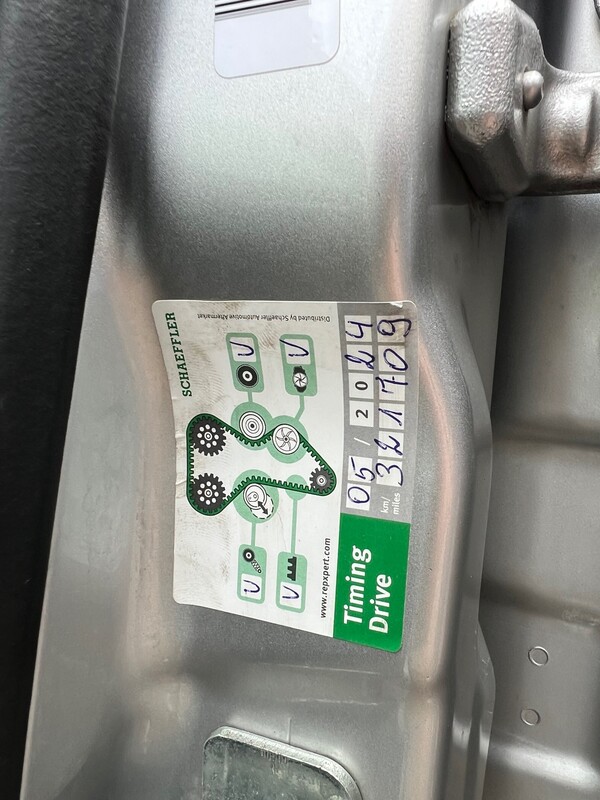 SCHAEFFLER
Distributed by Schaeffler Automotive Aftermarket
V
V
V
V
www.repxpert.com
Timing
Drive
05 / 2024
km/
miles
321709